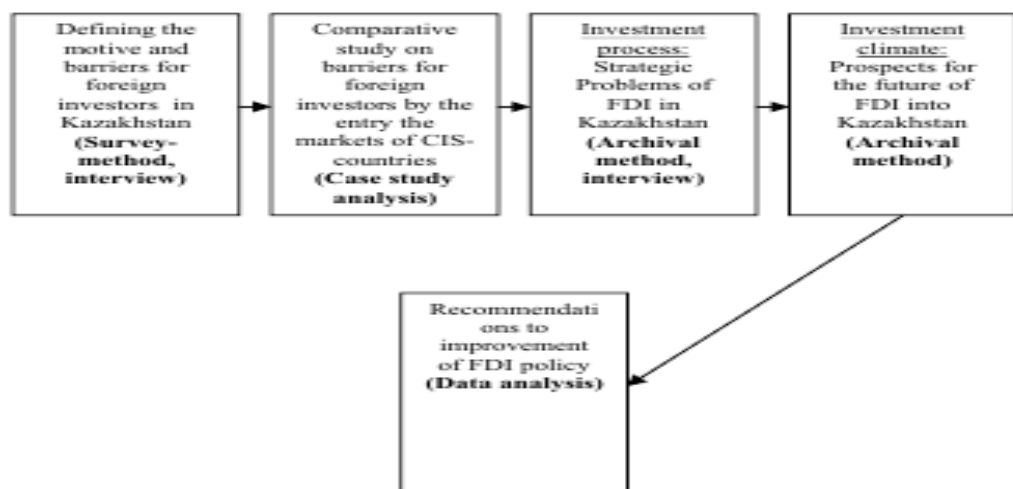 Defining the
motive and
barriers for
foreign
investors in
Kazakhstan
(Survey-
method,
interview)
Comparative
study on
barriers for
foreign
investors by the
entry the
markets of CIS-
countries
(Case study
analysis)
Investment
process:
Strategic
Problems of
FDI in
Kazakhstan
(Archival
method,
interview)
Investment
climate:
Prospects for
the future of
FDI into
Kazakhstan
(Archival
method)
Recommendati
ons to
improvement
of FDI policy
(Data analysis)